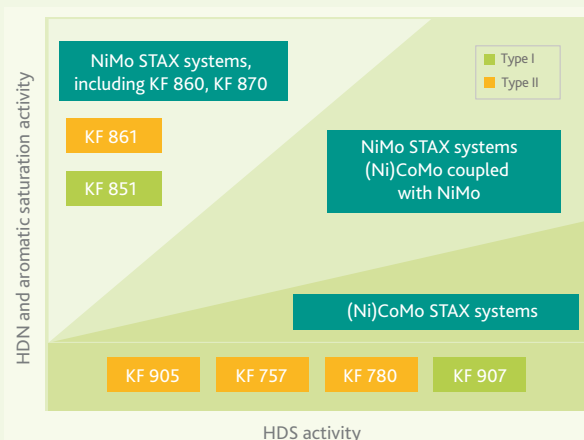 HDN and aromatic saturation activity
NiMo STAX systems,
including KF 860, KF 870
Type I
Type II
KF 861
KF 851
NiMo STAX systems
(Ni)CoMo coupled
with NiMo
(Ni)CoMo STAX systems
KF 905
KF 757
KF 780
KF 907
HDS activity